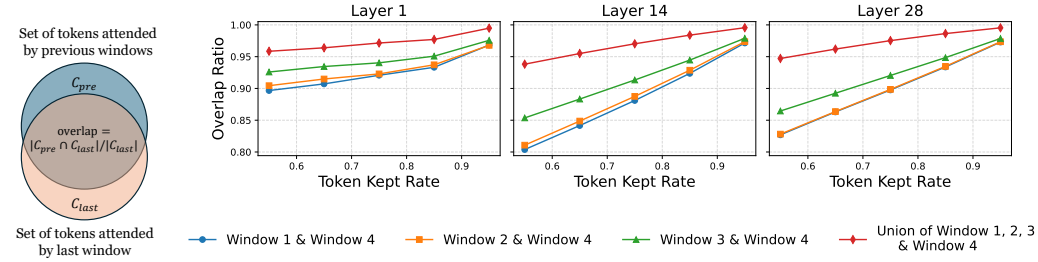 Set of tokens attended
by previous windows
C_pre
overlap =
|C_pre ∩ C_last|/|C_last|
C_last
Set of tokens attended
by last window
Layer 1
Overlap Ratio
1.00
0.95
0.90
0.85
0.80
0.6
0.7
0.8
0.9
Token Kept Rate
Layer 14
0.6
0.7
0.8
0.9
Token Kept Rate
Layer 28
0.6
0.7
0.8
0.9
Token Kept Rate
Window 1 & Window 4
Window 2 & Window 4
Window 3 & Window 4
Union of Window 1, 2, 3
& Window 4